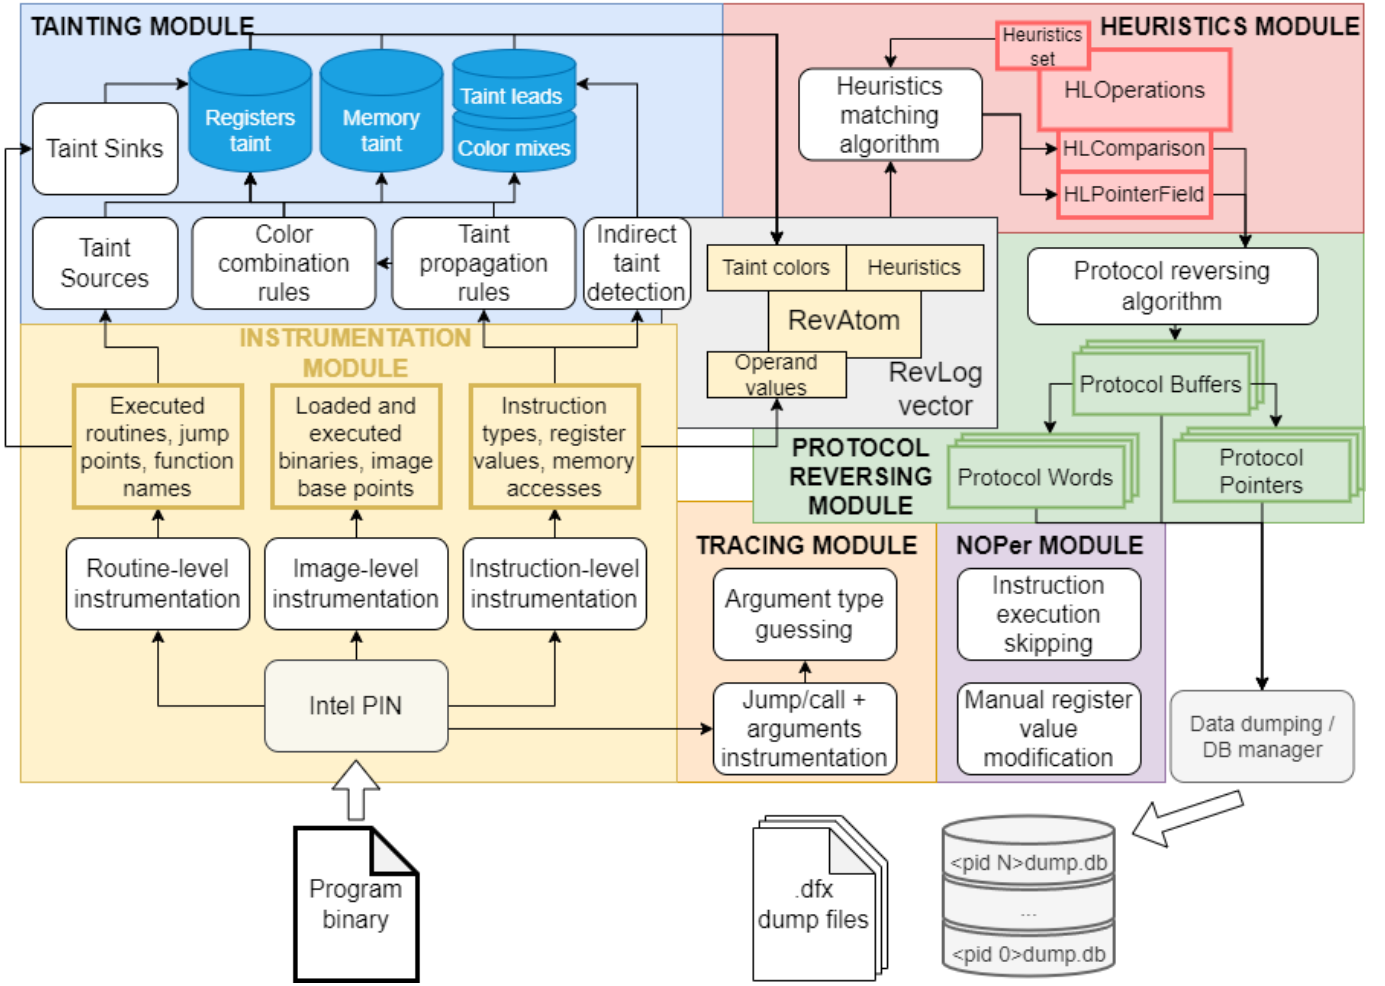 TAINTING MODULE
HEURISTICS MODULE
Heuristics
set
HLOperations
HLComparison
HLPointerField
Heuristics
matching
algorithm
Registers
taint
Memory
taint
Taint leads
Color mixes
Taint Sinks
Taint
Sources
Color
combination
rules
Taint
propagation
rules
Indirect
taint
detection
Taint colors
Heuristics
RevAtom
Operand
values
RevLog
vector
Protocol reversing
algorithm
Protocol Buffers
Protocol Words
Protocol
Pointers
PROTOCOL
REVERSING
MODULE
INSTRUMENTATION
MODULE
Executed
routines, jump
points, function
names
Loaded and
executed
binaries, image
base points
Instruction
types, register
values, memory
accesses
Routine-level
instrumentation
Image-level
instrumentation
Instruction-level
instrumentation
Intel PIN
TRACING MODULE
Argument type
guessing
Jump/call +
arguments
instrumentation
NOPer MODULE
Instruction
execution
skipping
Manual register
value
modification
Data dumping /
DB manager
Program
binary
.dfx
dump files
<pid N>dump.db
...
<pid 0>dump.db